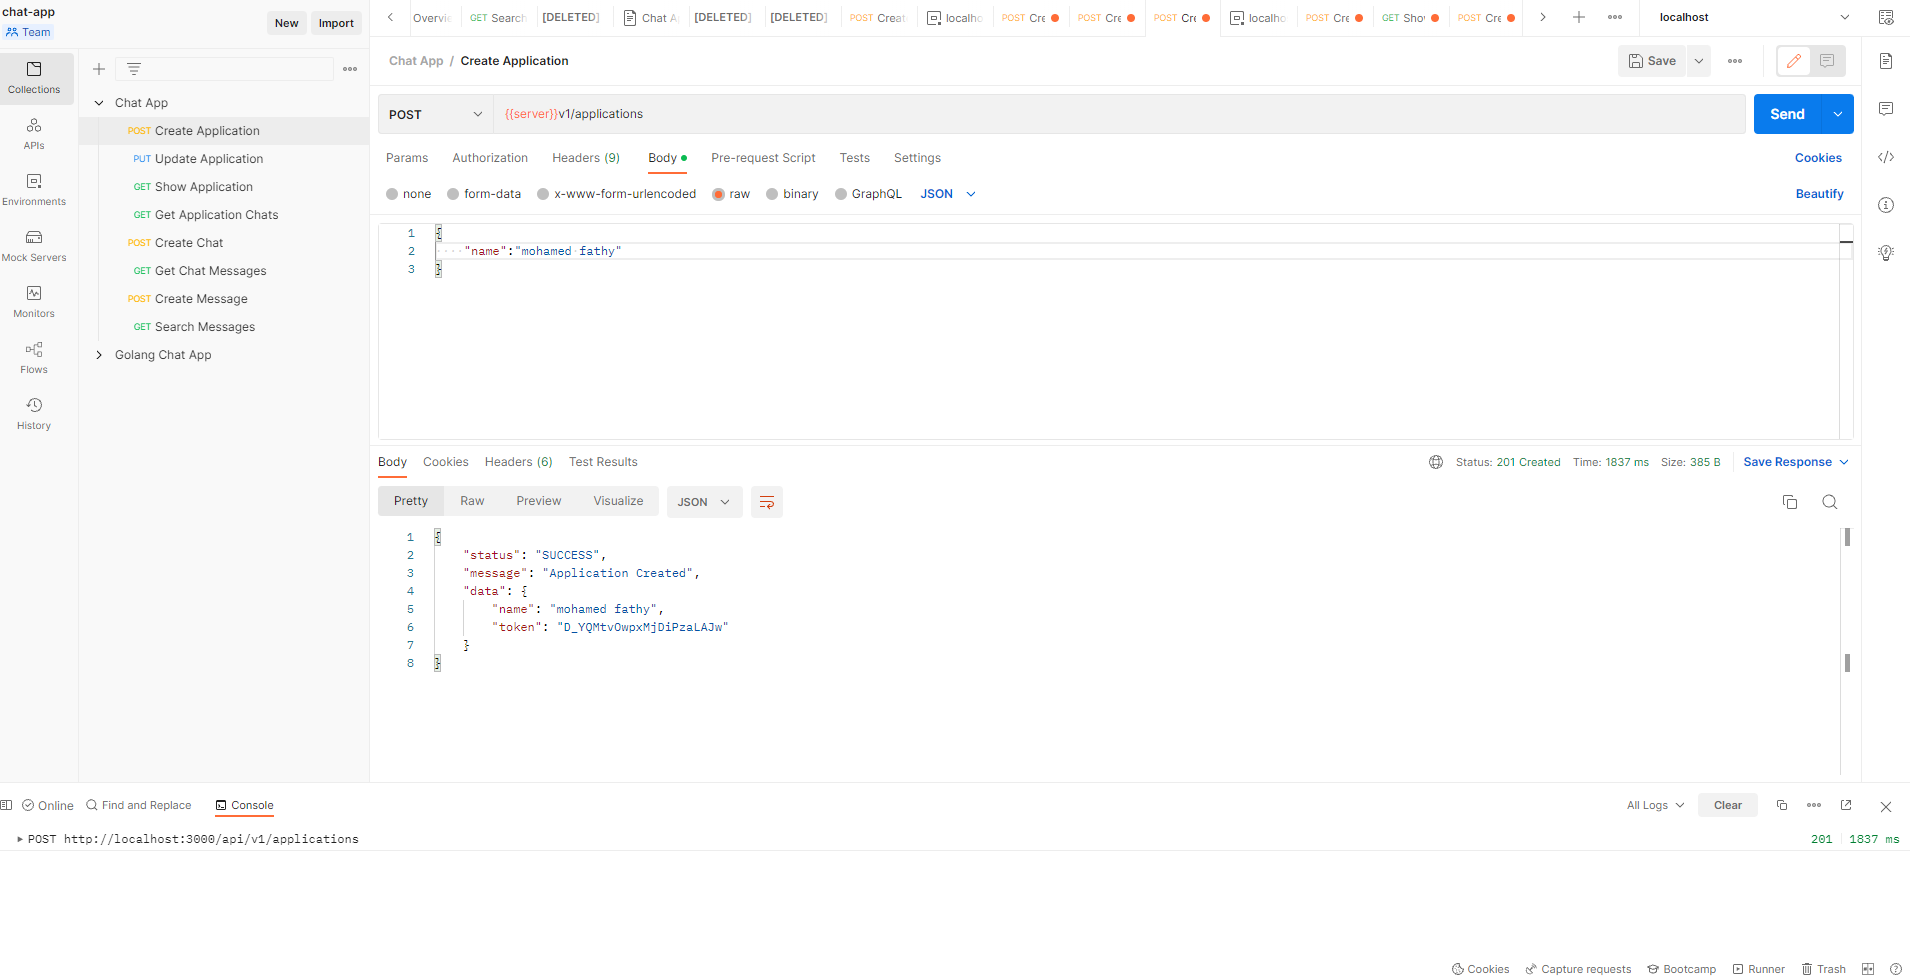 chat-app
Team
New Import
Overvie GET Search [DELETED] Chat A [DELETED] [DELETED] POST Create localho POST Cre POST Cre POST Cre localho POST Cre GET Sho POST Cre
localhost
Collections
APIs
Environments
Mock Servers
Monitors
Flows
History
Chat App
POST Create Application
PUT Update Application
GET Show Application
GET Get Application Chats
POST Create Chat
GET Get Chat Messages
POST Create Message
GET Search Messages
Golang Chat App
Chat App / Create Application
Save
POST {{server}}v1/applications
Send
Params Authorization Headers (9) Body Pre-request Script Tests Settings
Cookies
none form-data x-www-form-urlencoded raw binary GraphQL JSON
Beautify
1 {
2 ····"name":"mohamed·fathy"
3 }
Body Cookies Headers (6) Test Results
Status: 201 Created Time: 1837 ms Size: 385 B Save Response
Pretty Raw Preview Visualize JSON
1 {
2 "status": "SUCCESS",
3 "message": "Application Created",
4 "data": {
5 "name": "mohamed fathy",
6 "token": "D_YQMtvOwpxMjDiPzaLAJw"
7 }
8 }
Online Find and Replace Console
All Logs Clear
POST http://localhost:3000/api/v1/applications
201 1837 ms
Cookies Capture requests Bootcamp Runner Trash